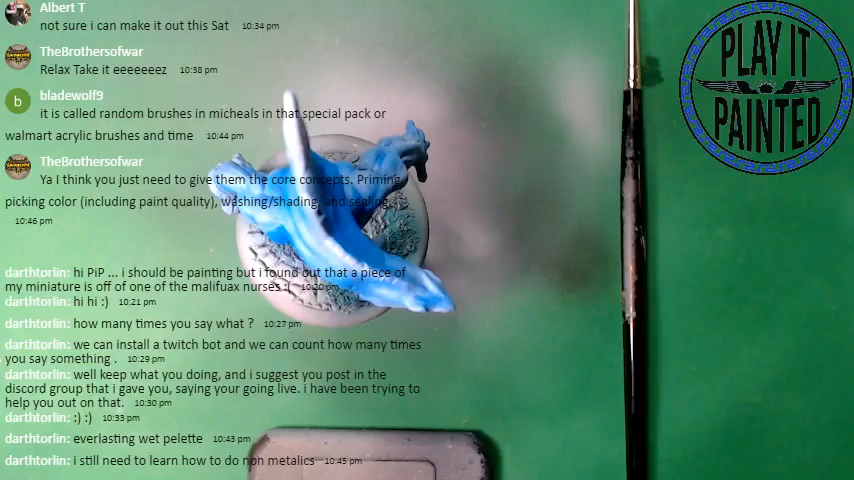 Albert T
not sure i can make it out this Sat 10:34 pm
TheBrothersofwar
Relax Take it eeeeeeez 10:38 pm
b
bladewolf9
it is called random brushes in micheals in that special pack or
walmart acrylic brushes and time 10:44 pm
TheBrothersofwar
Ya I think you just need to give them the core concepts. Priming,
picking color (including paint quality), washing/shading, and sealing.
10:46 pm
darthtorlin: hi PiP ... i should be painting but i found out that a piece of
my miniature is off of one of the malifuax nurses :( 10:20 pm
darthtorlin: hi hi :) 10:21 pm
darthtorlin: how many times you say what ? 10:27 pm
darthtorlin: we can install a twitch bot and we can count how many times
you say something . 10:29 pm
darthtorlin: well keep what you doing, and i suggest you post in the
discord group that i gave you, saying your going live. i have been trying to
help you out on that. 10:30 pm
darthtorlin: :) :) 10:33 pm
darthtorlin: everlasting wet pelette 10:43 pm
darthtorlin: i still need to learn how to do non metalics 10:45 pm
PLAY IT
PAINTED